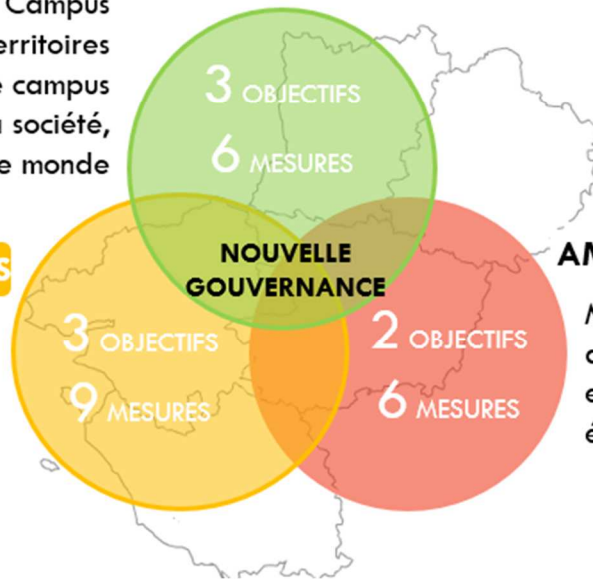 Campus
erritoires
campus
société,
e monde
3 OBJECTIFS
6 MESURES
NOUVELLE
GOUVERNANCE
S
AM
3 OBJECTIFS
9 MESURES
2 OBJECTIFS
6 MESURES